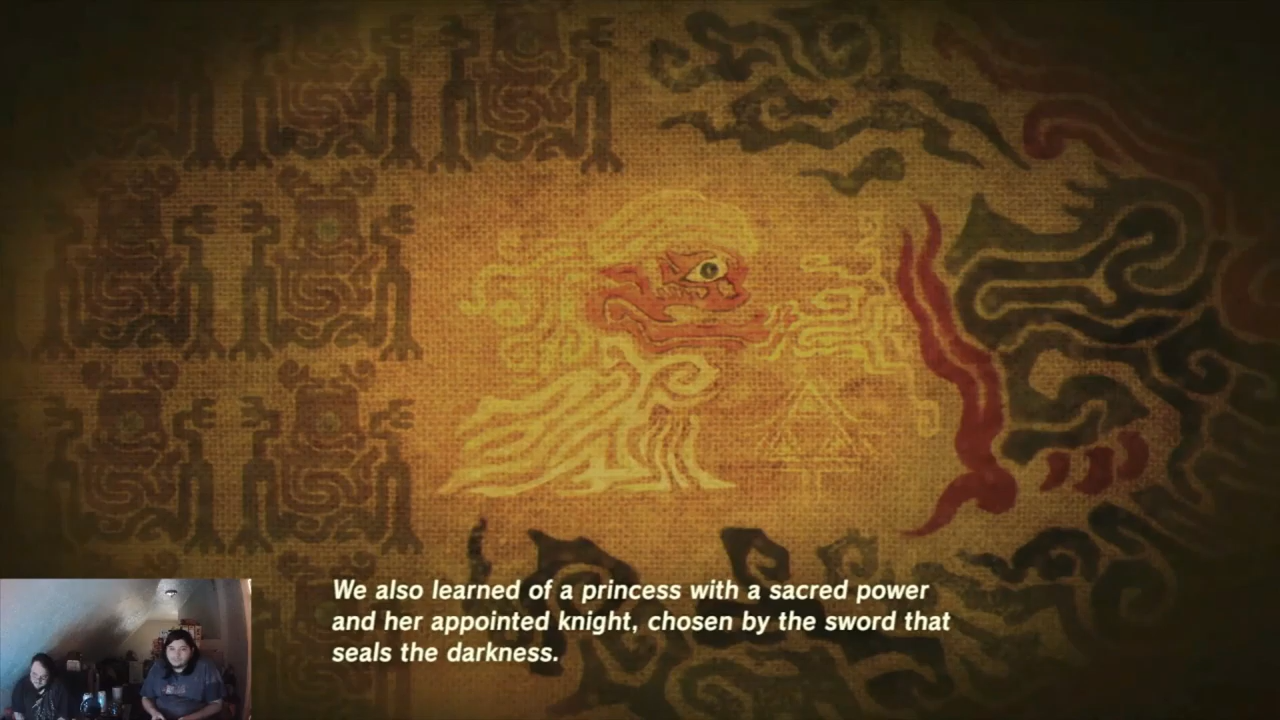 We also learned of a princess with a sacred power
and her appointed knight, chosen by the sword that
seals the darkness.